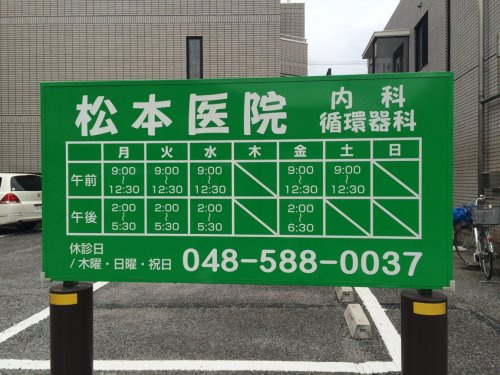 松本医院 内科
循環器科
月 火 水 木 金 土 日
午前 9:00～12:30 9:00～12:30 9:00～12:30 9:00～12:30 9:00～12:30
午後 2:00～5:30 2:00～5:30 2:00～5:30 2:00～6:30
休診日
/木曜・日曜・祝日 048-588-0037